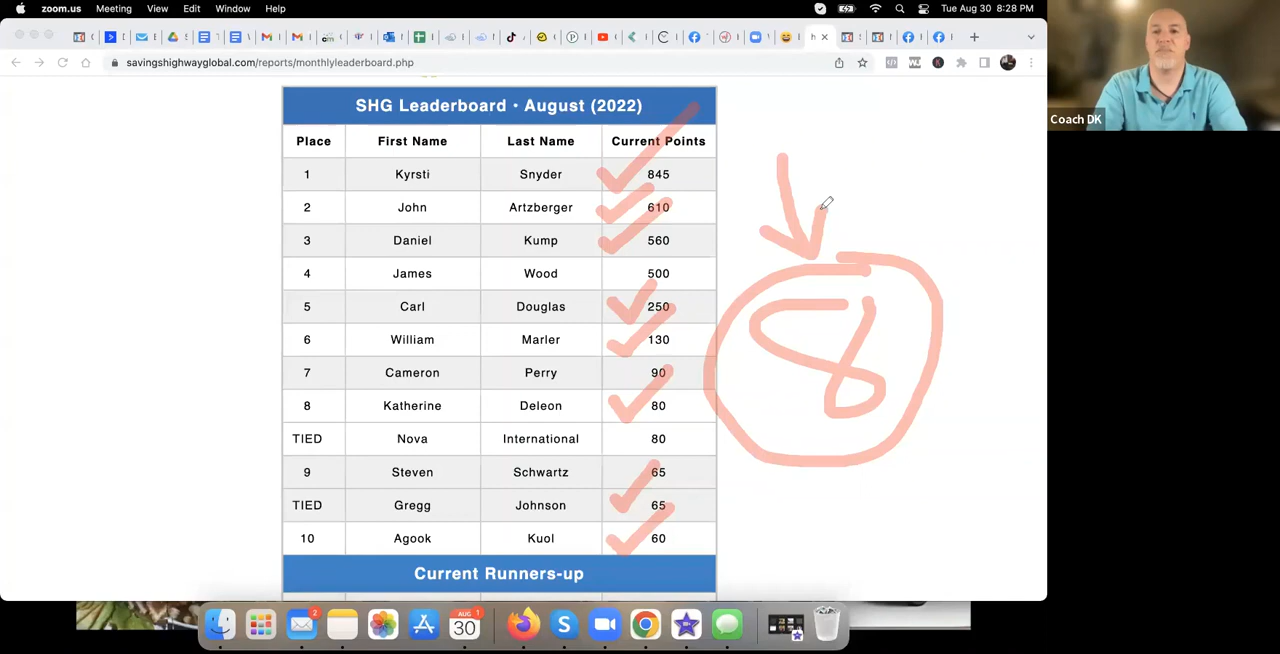 zoom.us Meeting View Edit Window Help Tue Aug 30 8:28 PM
savingshighwayglobal.com/reports/monthlyleaderboard.php
Coach DK
SHG Leaderboard • August (2022)
Place First Name Last Name Current Points
1 Kyrsti Snyder 845
2 John Artzberger 610
3 Daniel Kump 560
4 James Wood 500
5 Carl Douglas 250
6 William Marler 130
7 Cameron Perry 90
8 Katherine Deleon 80
TIED Nova International 80
9 Steven Schwartz 65
TIED Gregg Johnson 65
10 Agook Kuol 60
8
Current Runners-up
2
AUG 1
30